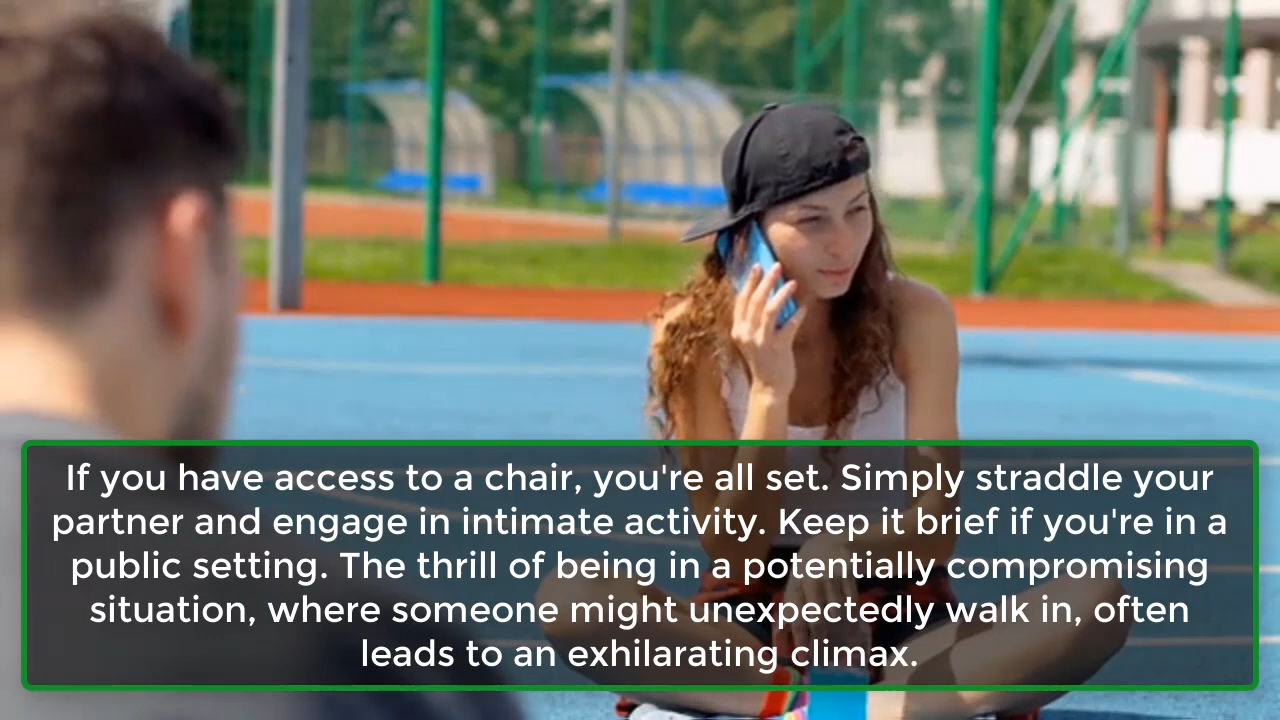 If you have access to a chair, you're all set. Simply straddle your
partner and engage in intimate activity. Keep it brief if you're in a
public setting. The thrill of being in a potentially compromising
situation, where someone might unexpectedly walk in, often
leads to an exhilarating climax.